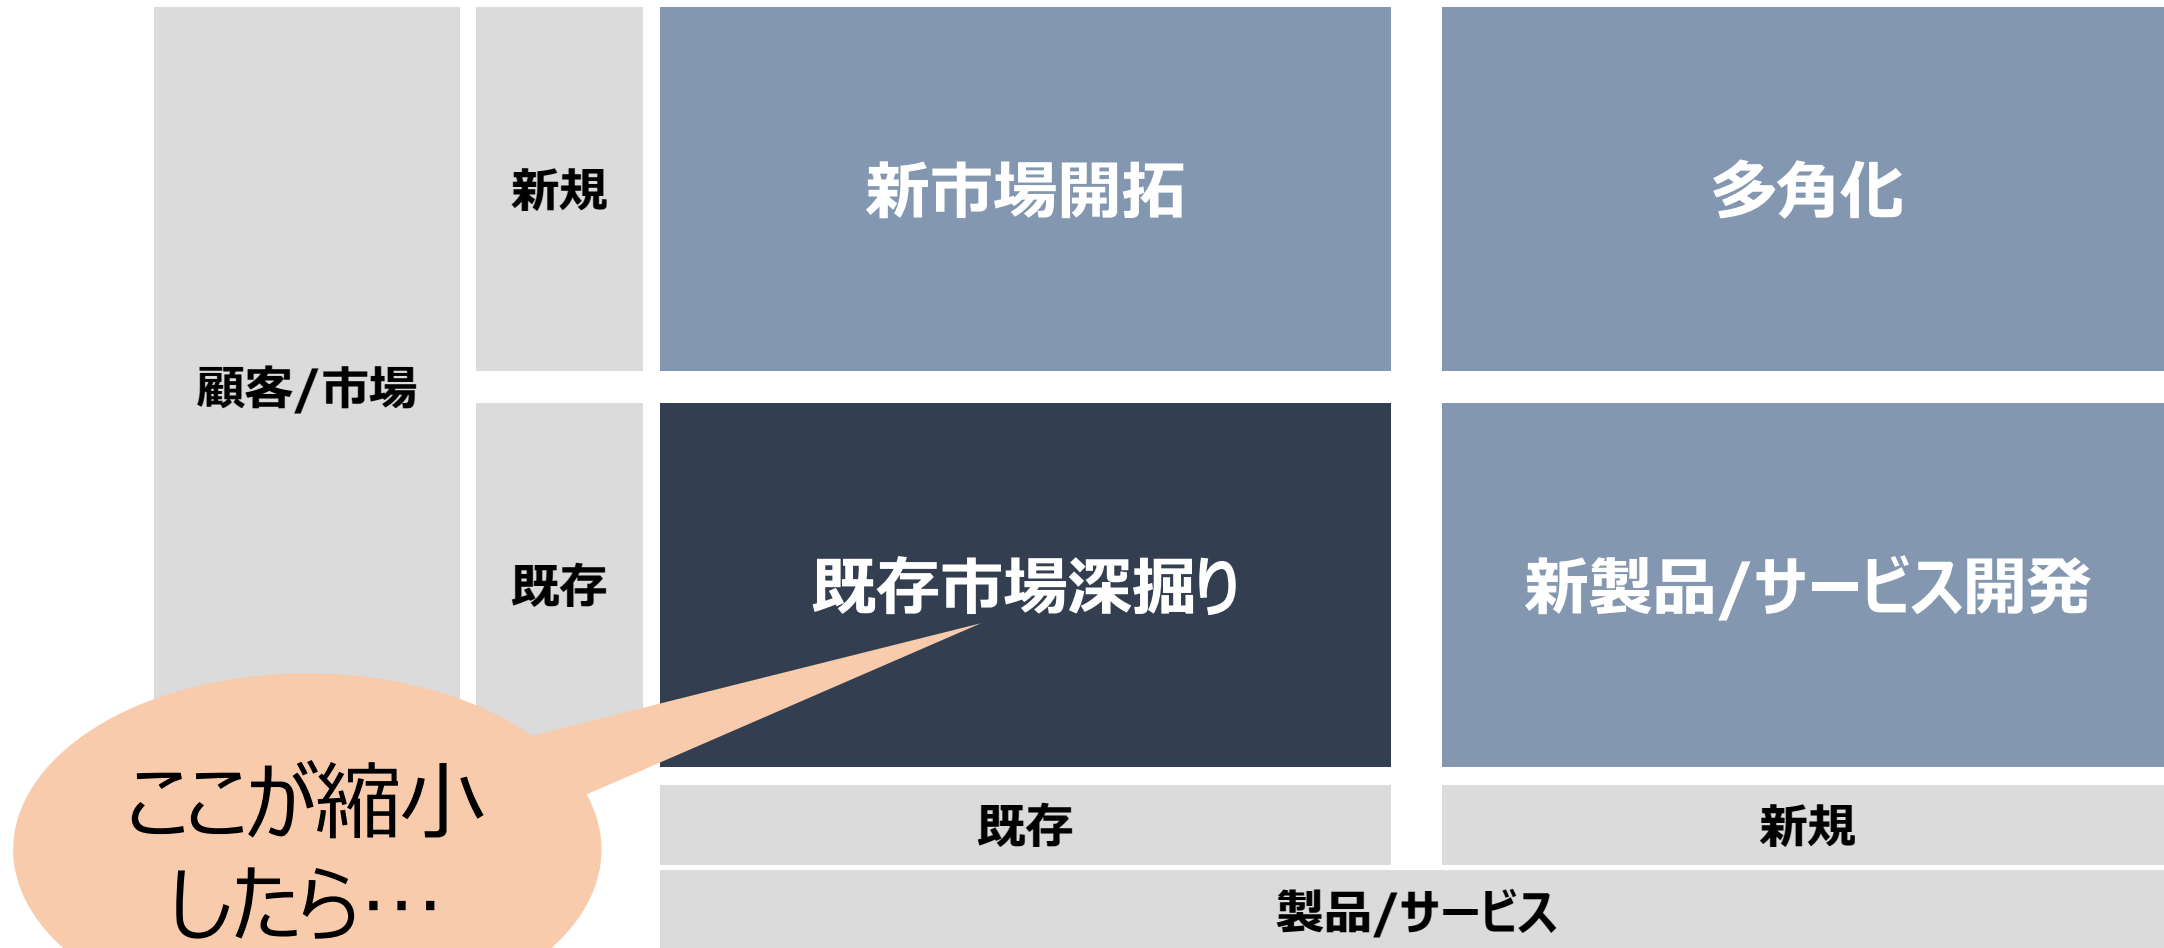 新規
新市場開拓
多角化
顧客/市場
既存
既存市場深掘り
新製品/サービス開発
ここが縮小
したら…
既存
新規
製品/サービス